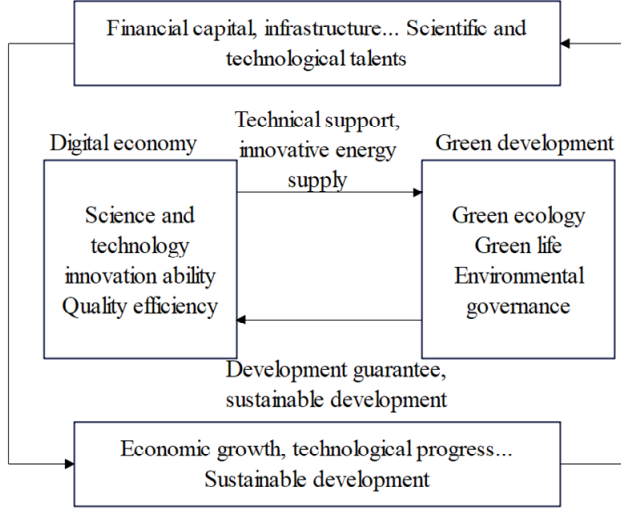 Financial capital, infrastructure... Scientific and
technological talents
Digital economy
Technical support,
innovative energy
supply
Green development
Science and
technology
innovation ability
Quality efficiency
Green ecology
Green life
Environmental
governance
Development guarantee,
sustainable development
Economic growth, technological progress...
Sustainable development